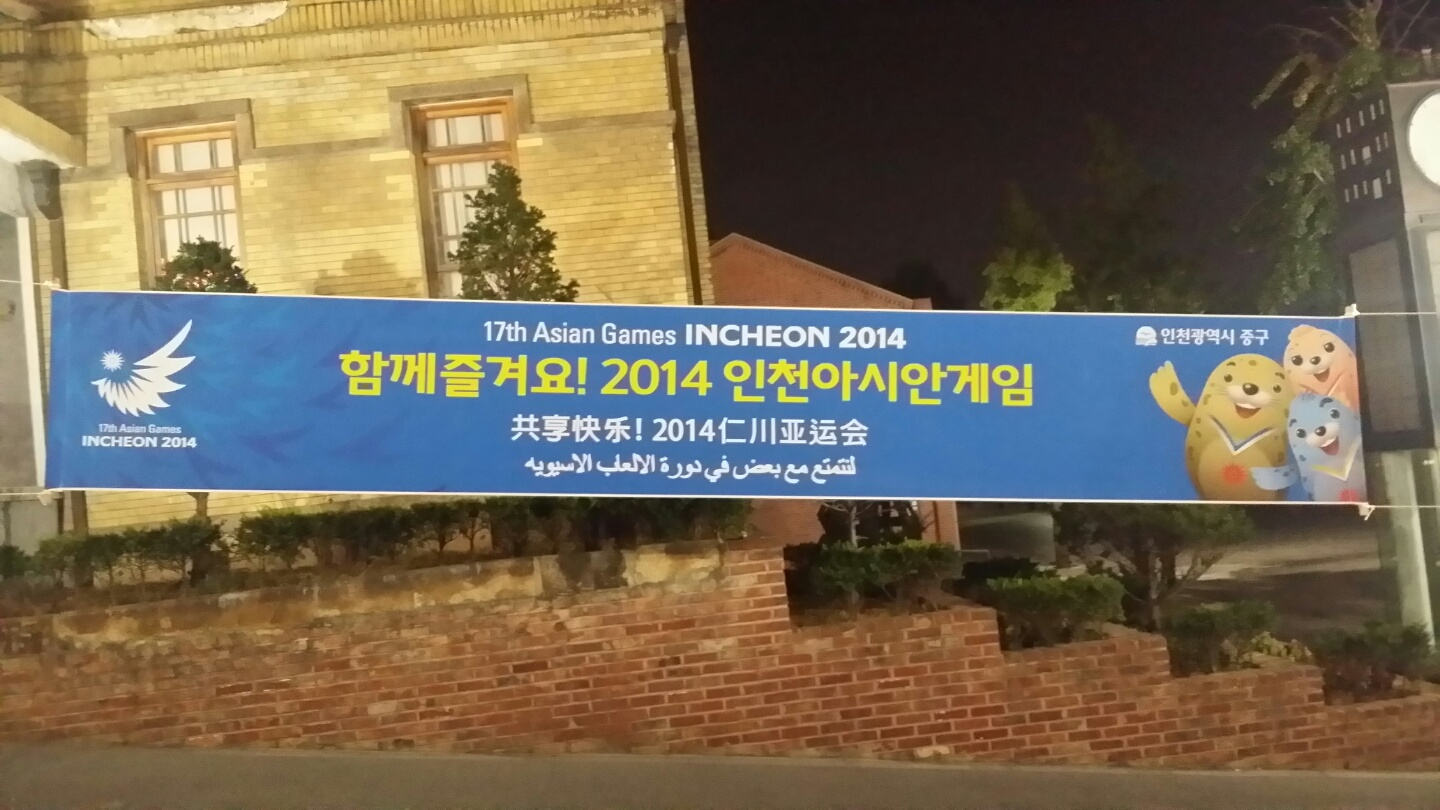 17th Asian Games INCHEON 2014
함께즐겨요! 2014 인천아시안게임
共享快乐! 2014仁川亚运会
لنتمتع مع بعض في دورة الالعاب الاسيويه
17th Asian Games
INCHEON 2014
인천광역시 중구